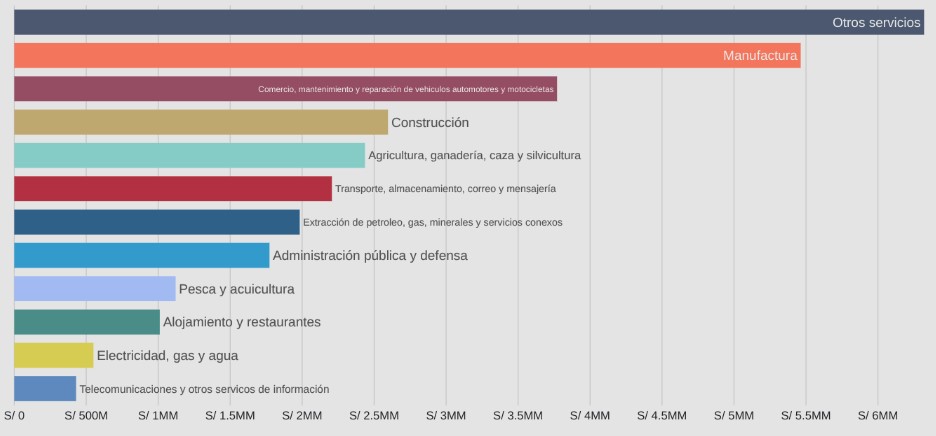 Otros servicios
Manufactura
Comercio, mantenimiento y reparación de vehículos automotores y motocicletas
Construcción
Agricultura, ganadería, caza y silvicultura
Transporte, almacenamiento, correo y mensajería
Extracción de petroleo, gas, minerales y servicios conexos
Administración pública y defensa
Pesca y acuicultura
Alojamiento y restaurantes
Electricidad, gas y agua
Telecomunicaciones y otros servicos de información
S/ 0 S/ 500M S/ 1MM S/ 1.5MM S/ 2MM S/ 2.5MM S/ 3MM S/ 3.5MM S/ 4MM S/ 4.5MM S/ 5MM S/ 5.5MM S/ 6MM